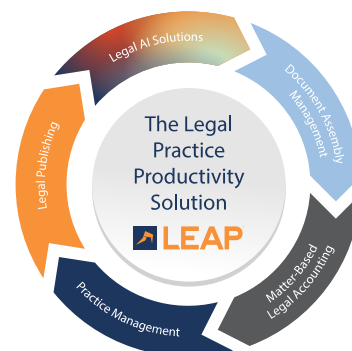 Legal AI Solutions
Document Assembly
Management
Matter-Based
Legal Accounting
Practice Management
Legal Publishing
The Legal
Practice
Productivity
Solution
LEAP